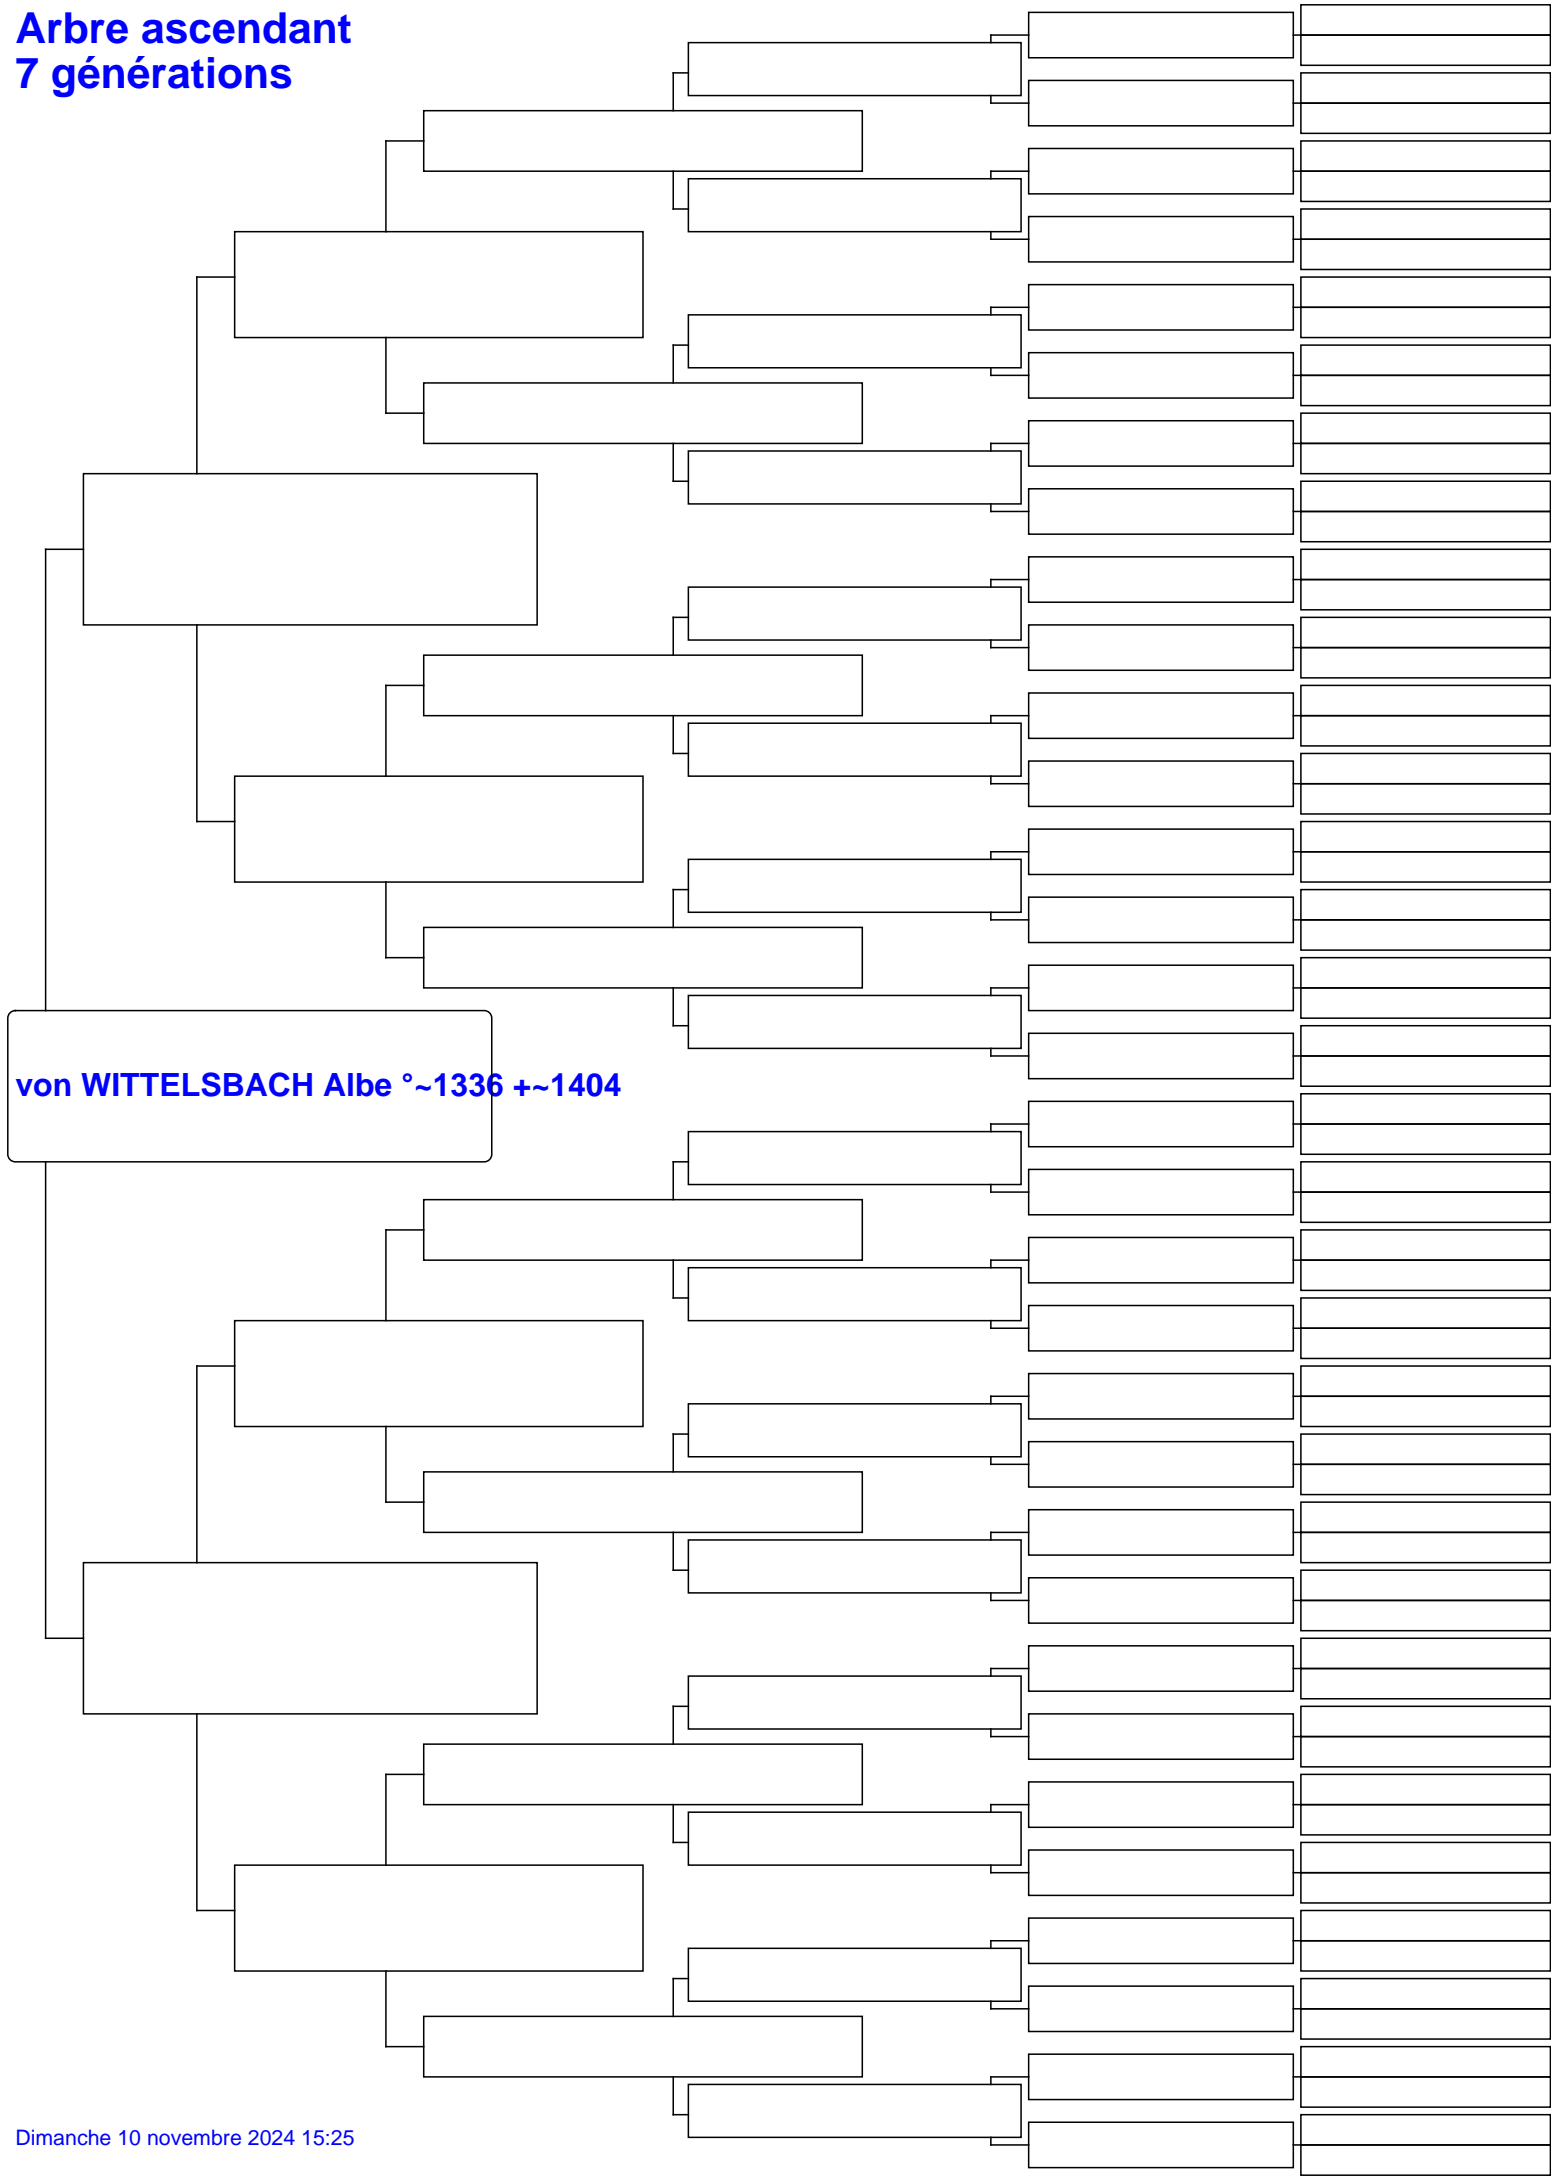 Arbre ascendant
7 générations
von WITTELSBACH Albe °~1336 +~1404
Dimanche 10 novembre 2024 15:25